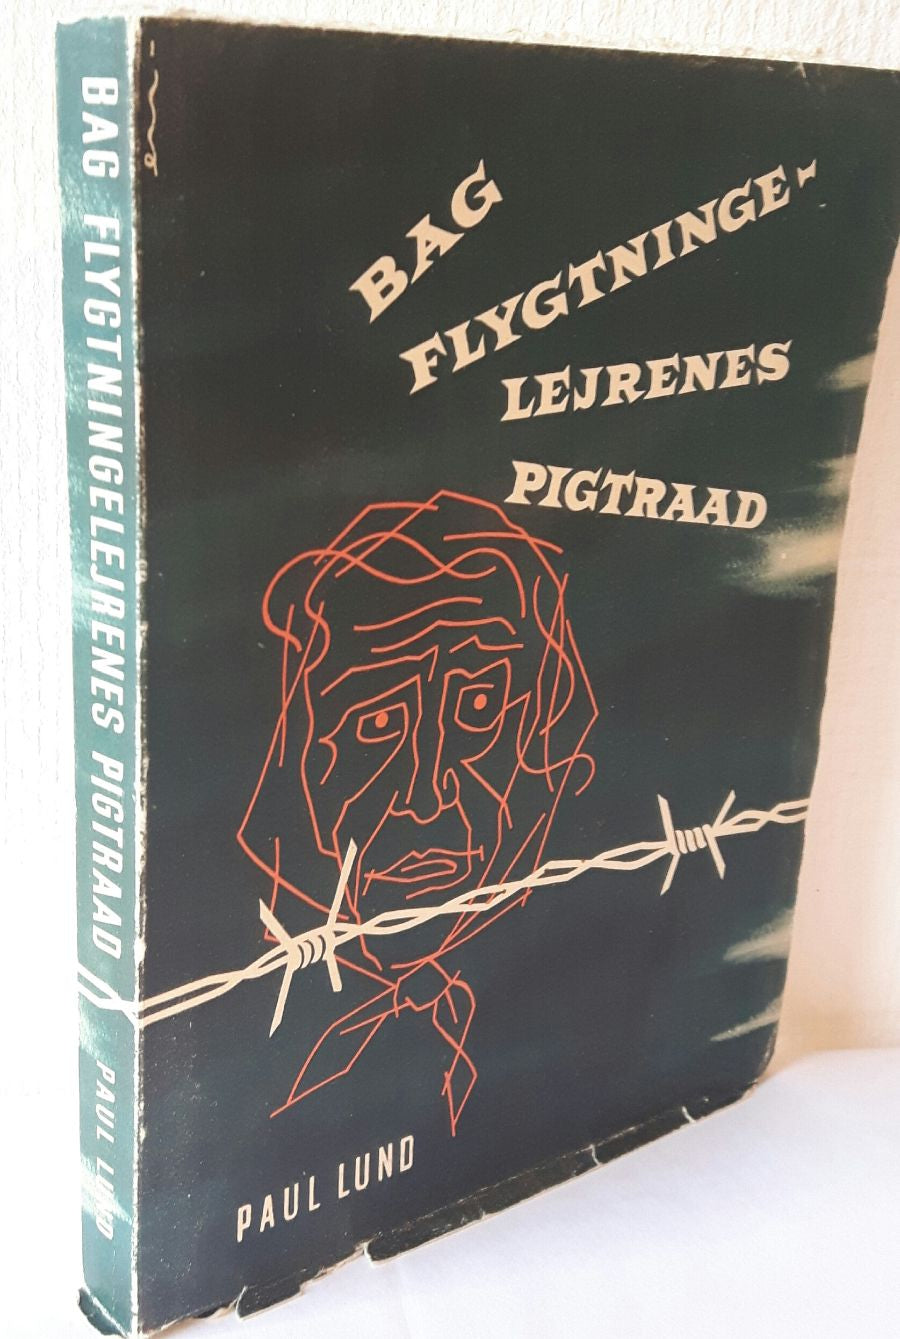 BAG
FLYGTNINGE-
LEJRENES
PIGTRAAD
PAUL LUND
BAG FLYGTNINGELEJRENES PIGTRAAD
PAUL LUND